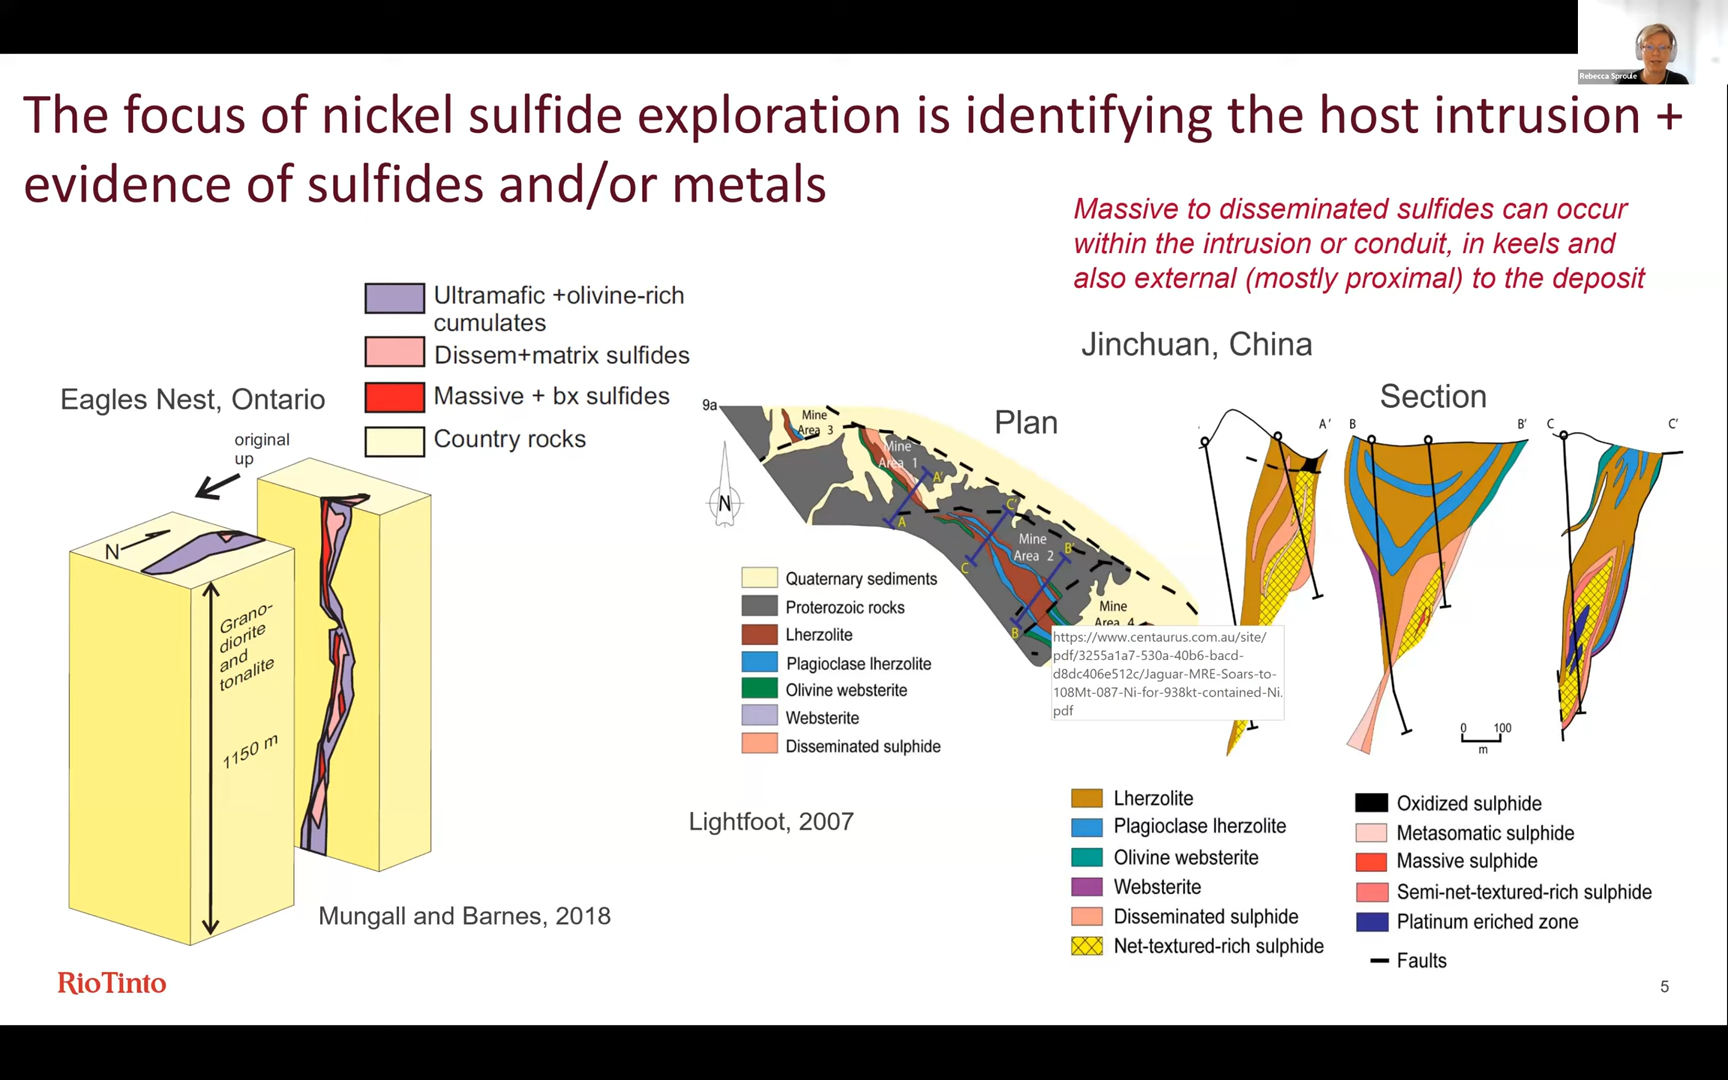 Rebecca Sproule
The focus of nickel sulfide exploration is identifying the host intrusion +
evidence of sulfides and/or metals
Massive to disseminated sulfides can occur
within the intrusion or conduit, in keels and
also external (mostly proximal) to the deposit
Ultramafic +olivine-rich
cumulates
Dissem+matrix sulfides
Massive + bx sulfides
Country rocks
Eagles Nest, Ontario
original
up
N
Grano-
diorite
and
tonalite
1150 m
Mungall and Barnes, 2018
Jinchuan, China
Plan
Section
9a
Mine
Area 3
Mine
Area 1
A'
A
N
C'
Mine
Area 2
B'
C
B
Mine
Area 4
Quaternary sediments
Proterozoic rocks
Lherzolite
Plagioclase lherzolite
Olivine websterite
Websterite
Disseminated sulphide
Lightfoot, 2007
https://www.centaurus.com.au/site/
pdf/3255a1a7-530a-40b6-bacd-
d8dc406e512c/Jaguar-MRE-Soars-to-
108Mt-087-Ni-for-938kt-contained-Ni.
pdf
A'
B
B'
C
C'
0 100
m
Lherzolite
Plagioclase lherzolite
Olivine websterite
Websterite
Disseminated sulphide
Net-textured-rich sulphide
Oxidized sulphide
Metasomatic sulphide
Massive sulphide
Semi-net-textured-rich sulphide
Platinum eriched zone
Faults
RioTinto
5